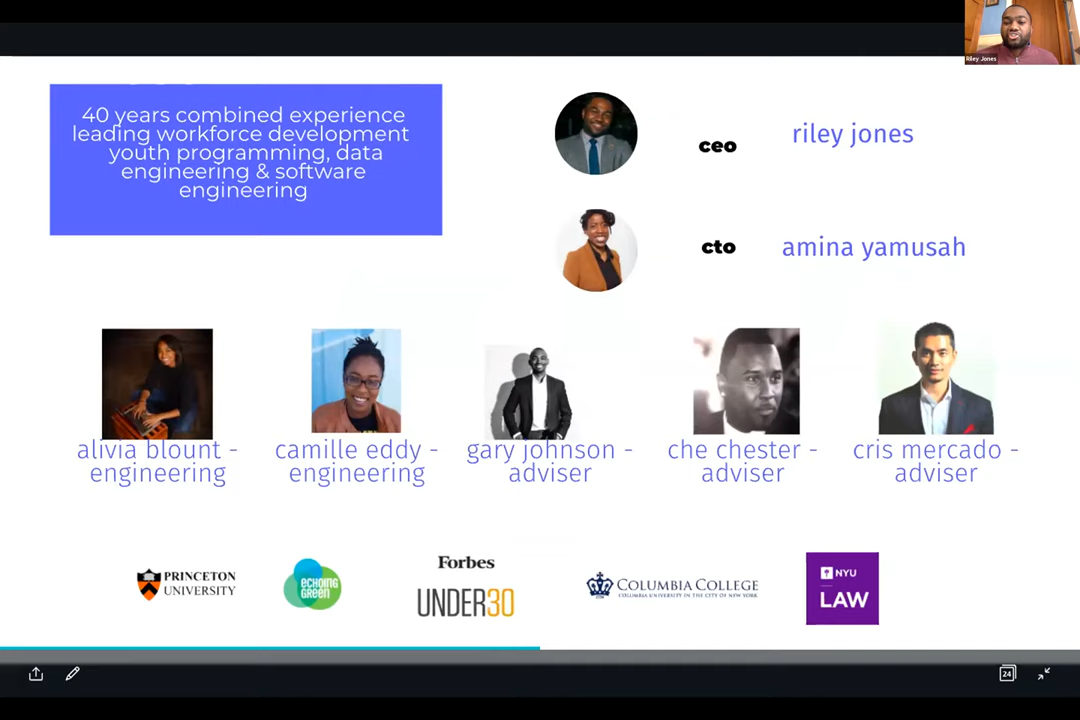 Riley Jones
40 years combined experience
leading workforce development
youth programming, data
engineering & software
engineering
ceo
riley jones
cto
amina yamusah
alivia blount -
engineering
camille eddy -
engineering
gary johnson -
adviser
che chester -
adviser
cris mercado -
adviser
PRINCETON
UNIVERSITY
ECHOING
GREEN
Forbes
UNDER30
COLUMBIA COLLEGE
COLUMBIA UNIVERSITY IN THE CITY OF NEW YORK
NYU
LAW
24